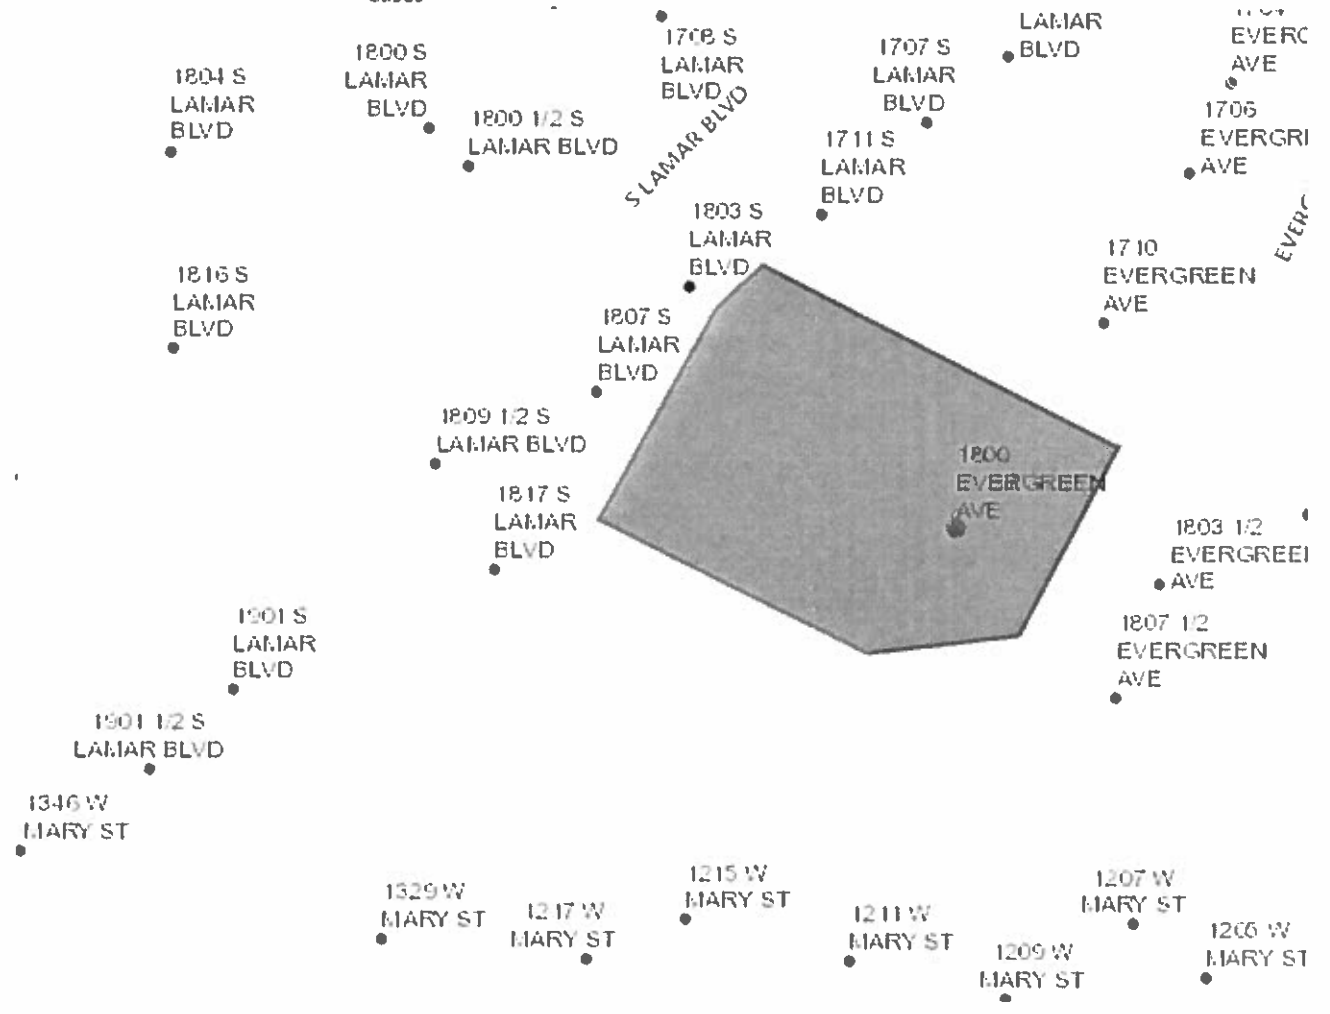 1708 S
LAMAR
BLVD
1800 S
LAMAR
BLVD
1804 S
LAMAR
BLVD
1800 1/2 S
LAMAR BLVD
S LAMAR BLVD
1707 S
LAMAR
BLVD
LAMAR
BLVD
AVE
1706
AVE
1711 S
LAMAR
BLVD
1803 S
LAMAR
BLVD
1710
EVERGREEN
AVE
1816 S
LAMAR
BLVD
1807 S
LAMAR
BLVD
1809 1/2 S
LAMAR BLVD
1800
EVERGREEN
AVE
1817 S
LAMAR
BLVD
1803 1/2
AVE
1901 S
LAMAR
BLVD
1807 1/2
EVERGREEN
AVE
1901 1/2 S
LAMAR BLVD
1346 W
MARY ST
1329 W
MARY ST
1217 W
MARY ST
1215 W
MARY ST
1211 W
MARY ST
1207 W
MARY ST
1209 W
MARY ST
1205 W
MARY ST